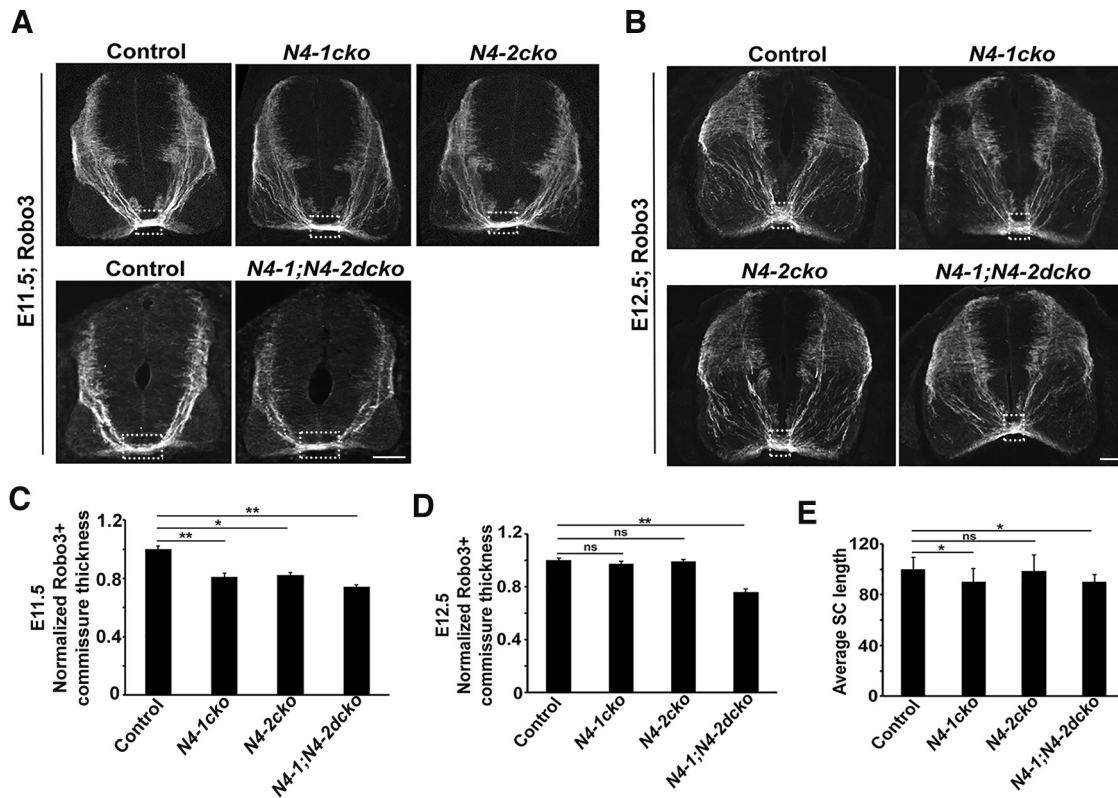 A
Control
N4-1cko
N4-2cko
E11.5; Robo3
Control
N4-1;N4-2dcko
B
Control
N4-1cko
E12.5; Robo3
N4-2cko
N4-1;N4-2dcko
C
E11.5
Normalized Robo3+
commissure thickness
1.2
0.8
0.4
0
**
*
**
Control
N4-1cko
N4-2cko
N4-1;N4-2dcko
D
E12.5
Normalized Robo3+
commissure thickness
1.2
0.8
0.4
0
**
ns
ns
Control
N4-1cko
N4-2cko
N4-1;N4-2dcko
E
Average SC length
120
80
40
0
*
ns
*
Control
N4-1cko
N4-2cko
N4-1;N4-2dcko